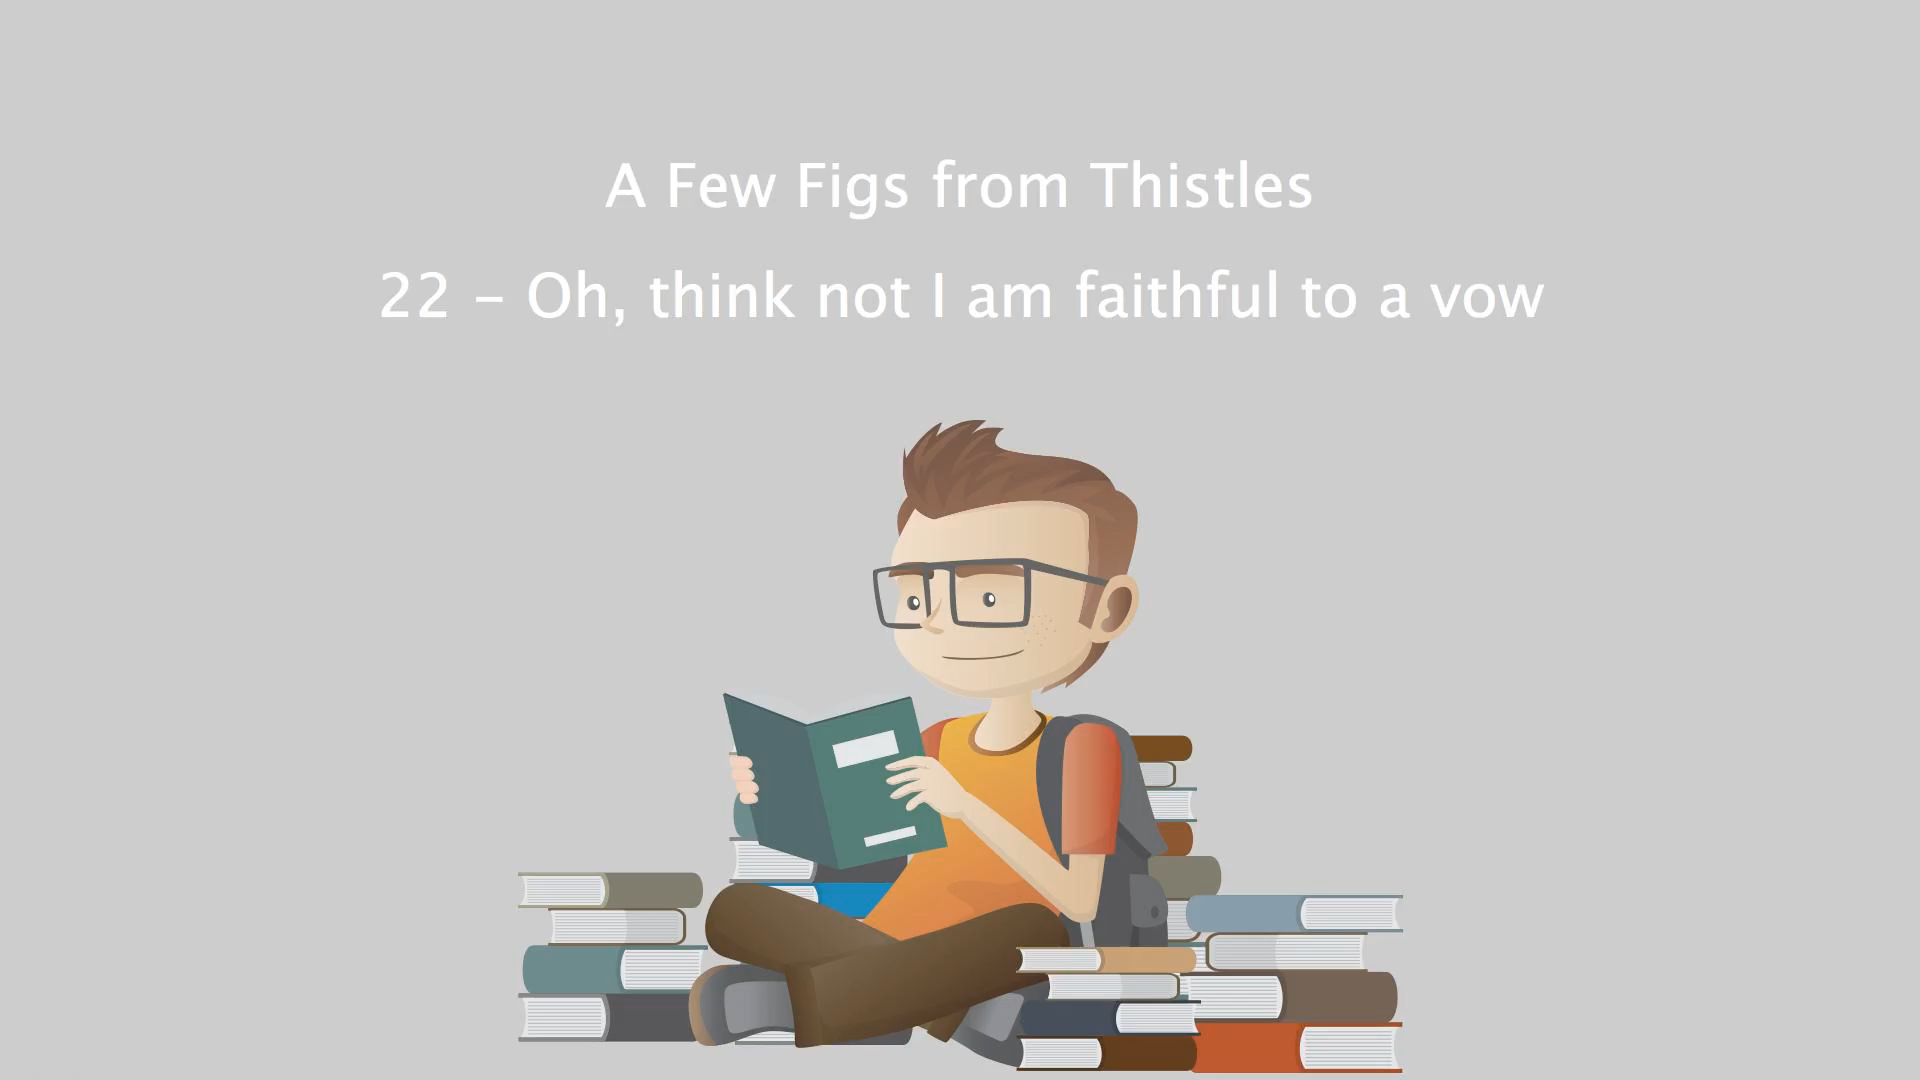 A Few Figs from Thistles
22 – Oh, think not I am faithful to a vow